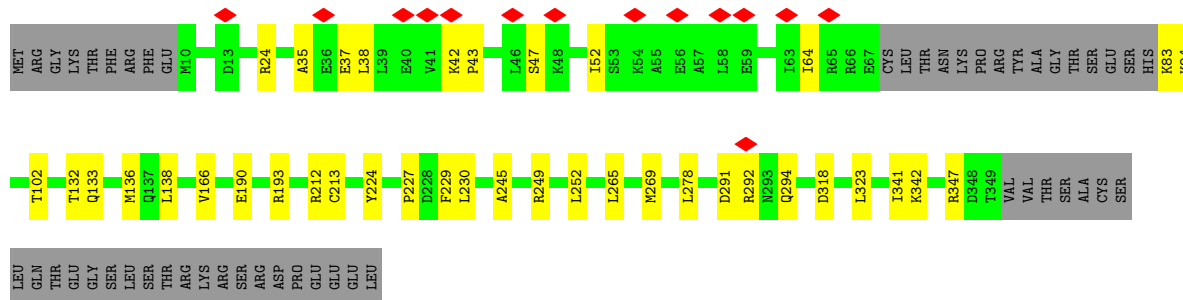 MET ARG GLY LYS THR PHE ARG PHE GLU M10 D13 R24 A35 E36 E37 L38 L39 E40 V41 K42 P43 L46 S47 K48 I52 S53 K54 A55 E56 A57 L58 E59 I63 I64 R65 R66 E67 CYS LEU THR ASN LYS PRO ARG TYR ALA GLY THR SER GLU SER HIS K83
T102 T132 Q133 M136 Q137 L138 V166 E190 R193 R212 C213 Y224 P227 D228 F229 L230 A245 R249 L252 L265 M269 L278 D291 R292 N293 Q294 D318 L323 I341 K342 R347 D348 T349 VAL VAL THR SER ALA CYS SER
LEU GLN THR GLU GLY SER LEU SER THR ARG LYS ARG SER ARG ASP PRO GLU GLU GLU LEU